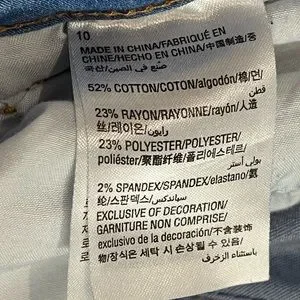 10
MADE IN CHINA/FABRIQUÉ EN
CHINE/HECHO EN CHINA/中国制造/중
국산/صنع في الصين
52% COTTON/COTON/algodón/棉/면/
قطن
23% RAYON/RAYONNE/rayón/人造
丝/레이온/رايون
23% POLYESTER/POLYESTER/
poliéster/聚酯纤维/폴리에스테르/
بولي أستر
2% SPANDEX/SPANDEX/elastano/氨
纶/스판덱스/سباندكس
EXCLUSIVE OF DECORATION/
GARNITURE NON COMPRISE/
exclusivo de la decoración/不含装饰
物/장식은 세탁 시 손상될 수 있음/
باستثناء الزخرفة